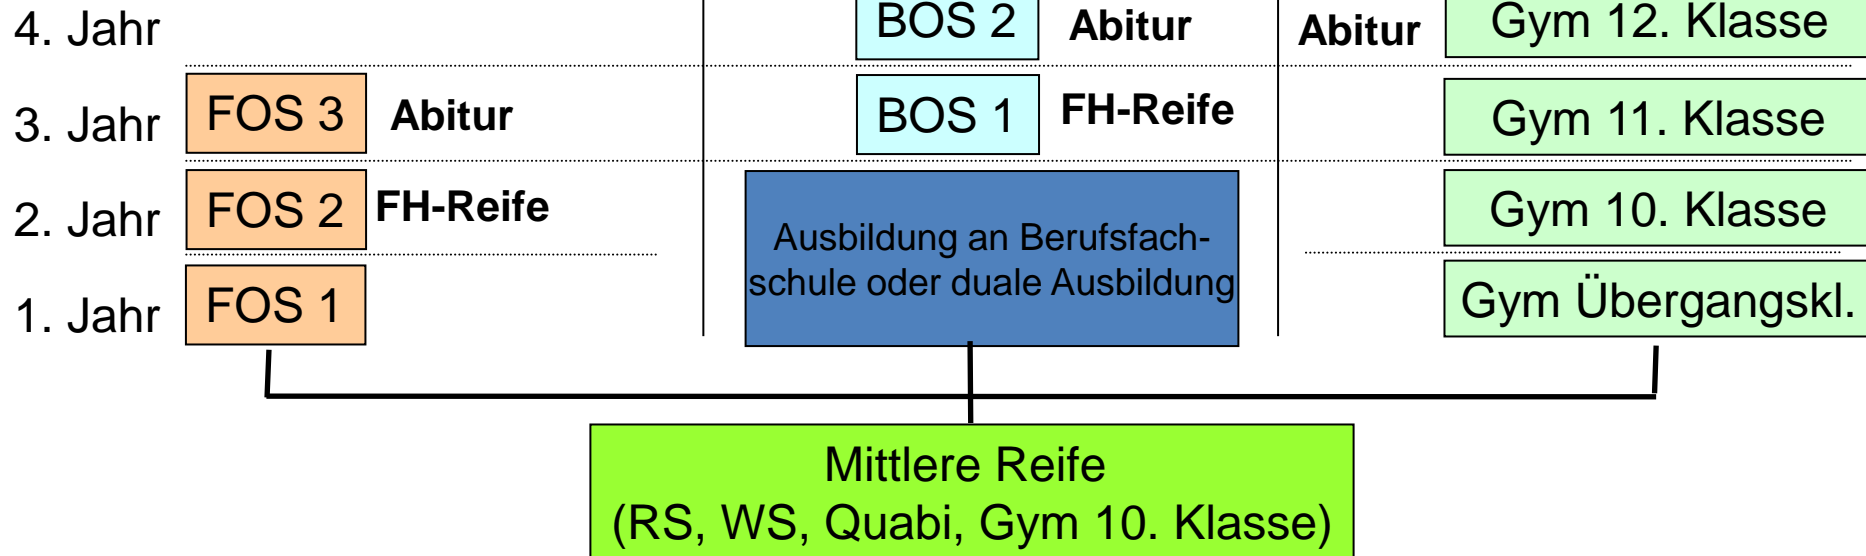 4. Jahr
BOS 2
Abitur
Abitur
Gym 12. Klasse
3. Jahr
FOS 3
Abitur
BOS 1
FH-Reife
Gym 11. Klasse
2. Jahr
FOS 2
FH-Reife
Ausbildung an Berufsfach-
schule oder duale Ausbildung
Gym 10. Klasse
1. Jahr
FOS 1
Gym Übergangskl.
Mittlere Reife
(RS, WS, Quabi, Gym 10. Klasse)